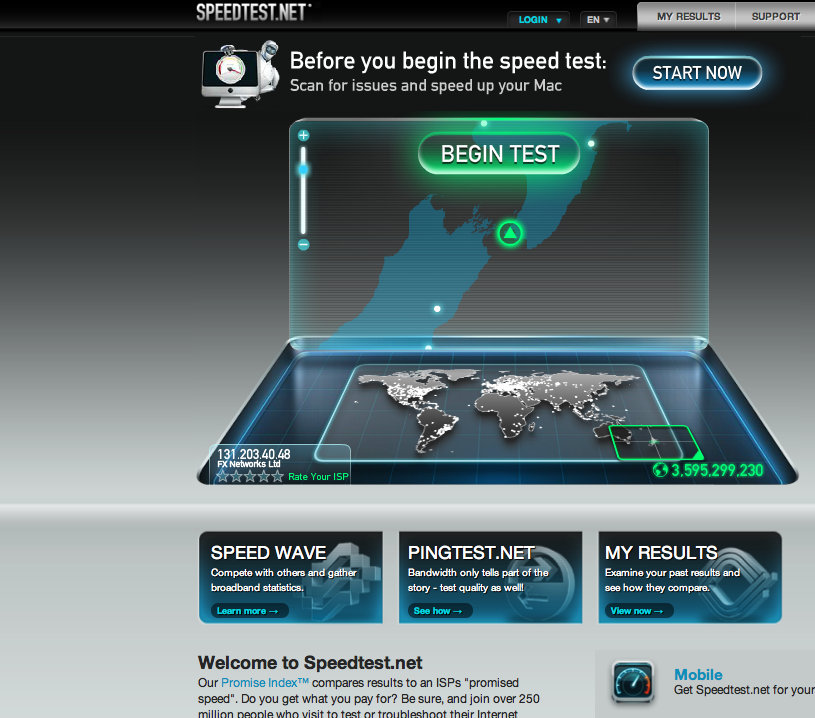 SPEEDTEST.NET
LOGIN
EN
MY RESULTS
SUPPORT
Before you begin the speed test:
Scan for issues and speed up your Mac
START NOW
BEGIN TEST
131.203.40.48
FX Networks Ltd
Rate Your ISP
3,595,299,230
SPEED WAVE
Compete with others and gather
broadband statistics.
Learn more →
PINGTEST.NET
Bandwidth only tells part of the
story - test quality as well!
See how →
MY RESULTS
Examine your past results and
see how they compare.
View now →
Welcome to Speedtest.net
Our Promise Index™ compares results to an ISPs "promised
speed". Do you get what you pay for? Be sure, and join over 250
million people who visit to test or troubleshoot their Internet
Mobile
Get Speedtest.net for your